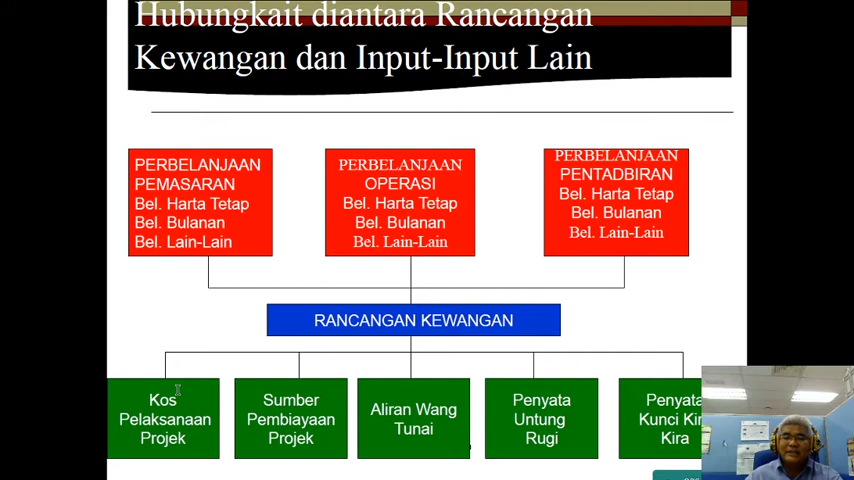 Hubungkait diantara Rancangan
Kewangan dan Input-Input Lain
PERBELANJAAN
PEMASARAN
Bel. Harta Tetap
Bel. Bulanan
Bel. Lain-Lain
PERBELANJAAN
OPERASI
Bel. Harta Tetap
Bel. Bulanan
Bel. Lain-Lain
PERBELANJAAN
PENTADBIRAN
Bel. Harta Tetap
Bel. Bulanan
Bel. Lain-Lain
RANCANGAN KEWANGAN
Kos
Pelaksanaan
Projek
Sumber
Pembiayaan
Projek
Aliran Wang
Tunai
Penyata
Untung
Rugi
Penyata
Kunci
Kira